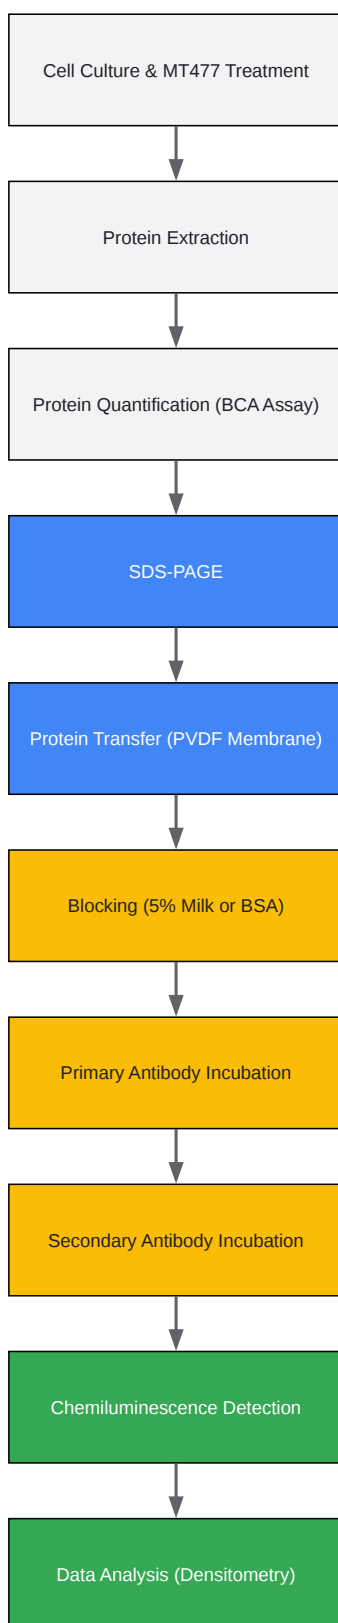 Cell Culture & MT477 Treatment
Protein Extraction
Protein Quantification (BCA Assay)
SDS-PAGE
Protein Transfer (PVDF Membrane)
Blocking (5% Milk or BSA)
Primary Antibody Incubation
Secondary Antibody Incubation
Chemiluminescence Detection
Data Analysis (Densitometry)